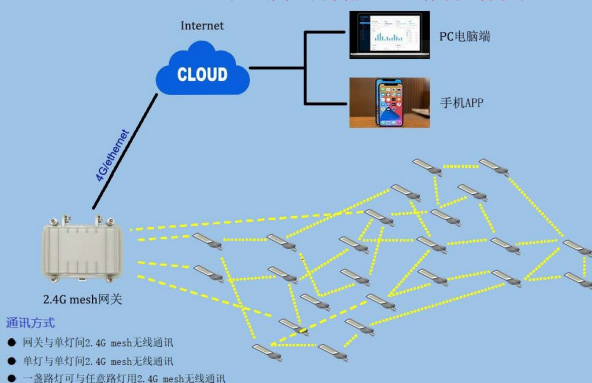 Internet
CLOUD
PC电脑端
手机APP
4G/ethernet
2.4G mesh网关
通讯方式
● 网关与单灯间2.4G mesh无线通讯
● 单灯与单灯间2.4G mesh无线通讯
● 一盏路灯可与任意路灯用2.4G mesh无线通讯